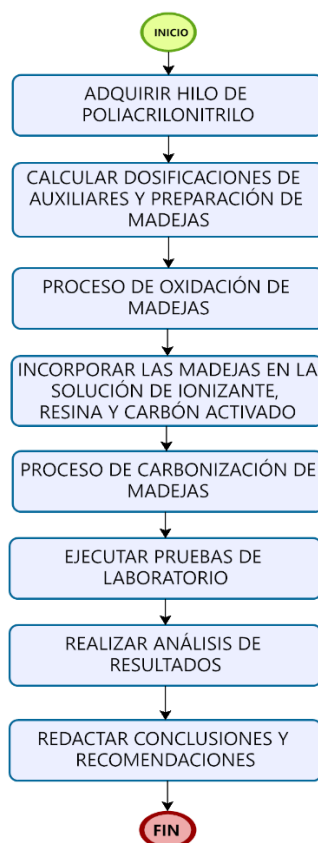 INICIO
ADQUIRIR HILO DE
POLIACRILONITRILO
CALCULAR DOSIFICACIONES DE
AUXILIARES Y PREPARACIÓN DE
MADEJAS
PROCESO DE OXIDACIÓN DE
MADEJAS
INCORPORAR LAS MADEJAS EN LA
SOLUCIÓN DE IONIZANTE,
RESINA Y CARBÓN ACTIVADO
PROCESO DE CARBONIZACIÓN DE
MADEJAS
EJECUTAR PRUEBAS DE
LABORATORIO
REALIZAR ANÁLISIS DE
RESULTADOS
REDACTAR CONCLUSIONES Y
RECOMENDACIONES
FIN